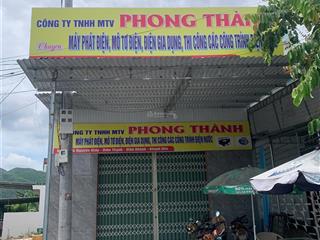 CÔNG TY TNHH MTV PHONG THÀNH
Chuyên
MÁY PHÁT ĐIỆN, MÔ TƠ ĐIỆN, ĐIỆN GIA DỤNG, THI CÔNG CÁC CÔNG TRÌNH ĐIỆN
CÔNG TY TNHH MTV PHONG THÀNH
MÁY PHÁT ĐIỆN, MÔ TƠ ĐIỆN, ĐIỆN GIA DỤNG, THI CÔNG CÁC CÔNG TRÌNH ĐIỆN NƯỚC